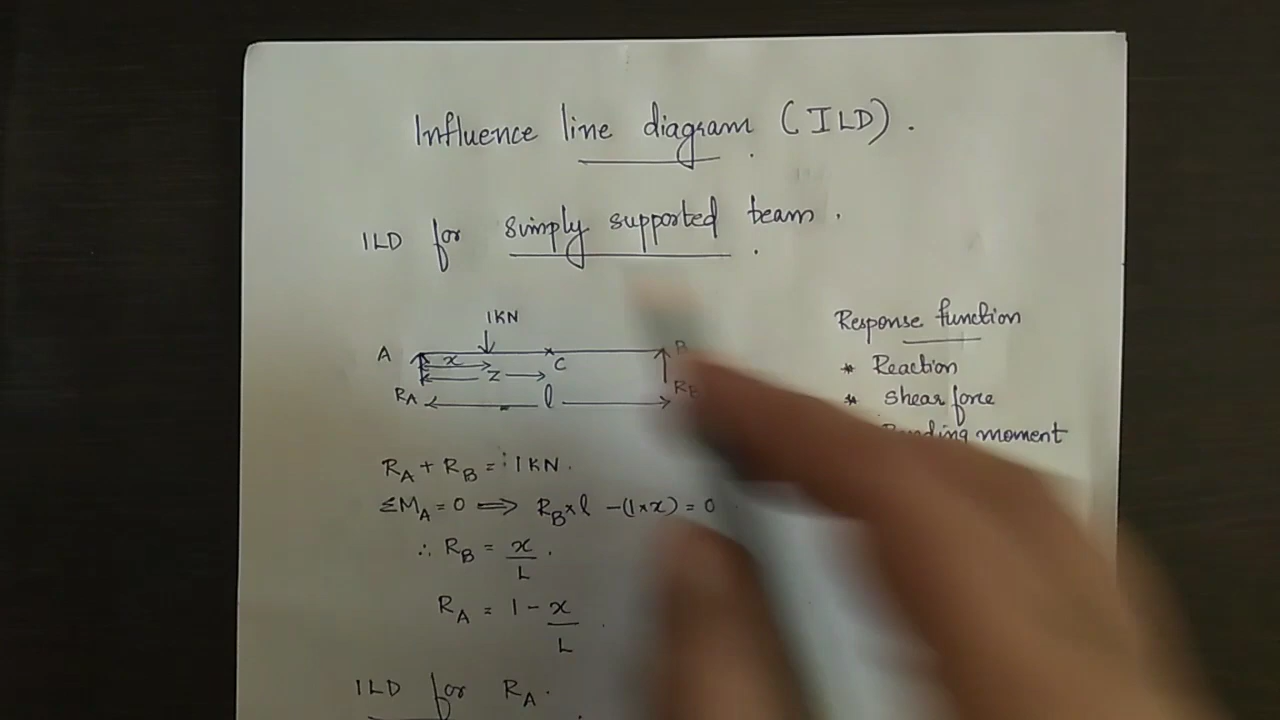 Influence line diagram (ILD).
ILD for simply supported beam.
1KN
A x C B
z
RA l
Response function
* Reaction
* Shear force
moment
RA + RB = 1KN.
ΣMA = 0 ⟹ RB×l -(1×x) = 0
∴ RB = x/L.
RA = 1 - x/L.
ILD for RA.